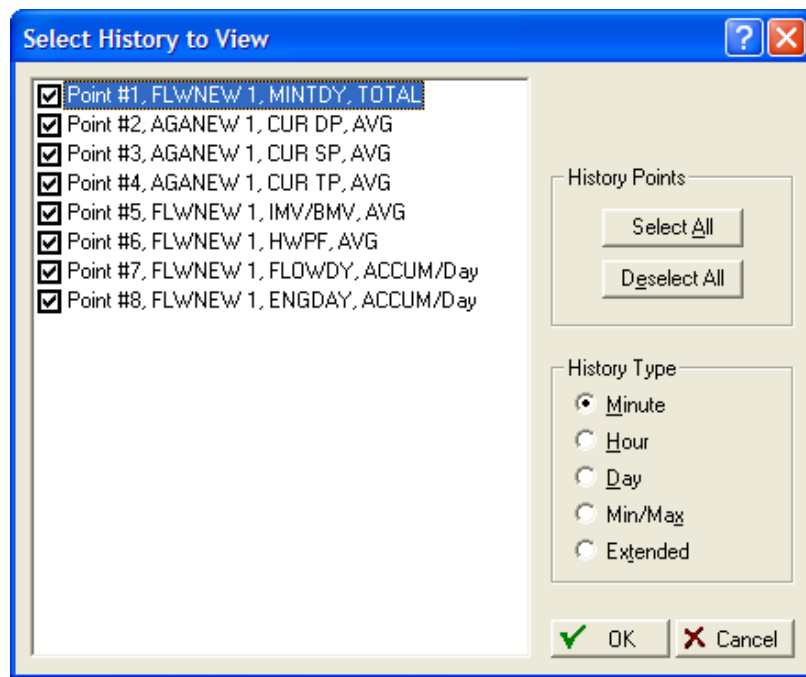 Select History to View
Point #1, FLWNEW 1, MINTDY, TOTAL
Point #2, AGANEW 1, CUR DP, AVG
Point #3, AGANEW 1, CUR SP, AVG
Point #4, AGANEW 1, CUR TP, AVG
Point #5, FLWNEW 1, IMV/BMV, AVG
Point #6, FLWNEW 1, HWPF, AVG
Point #7, FLWNEW 1, FLOWDY, ACCUM/Day
Point #8, FLWNEW 1, ENGDAY, ACCUM/Day
History Points
Select All
Deselect All
History Type
Minute
Hour
Day
Min/Max
Extended
OK
Cancel